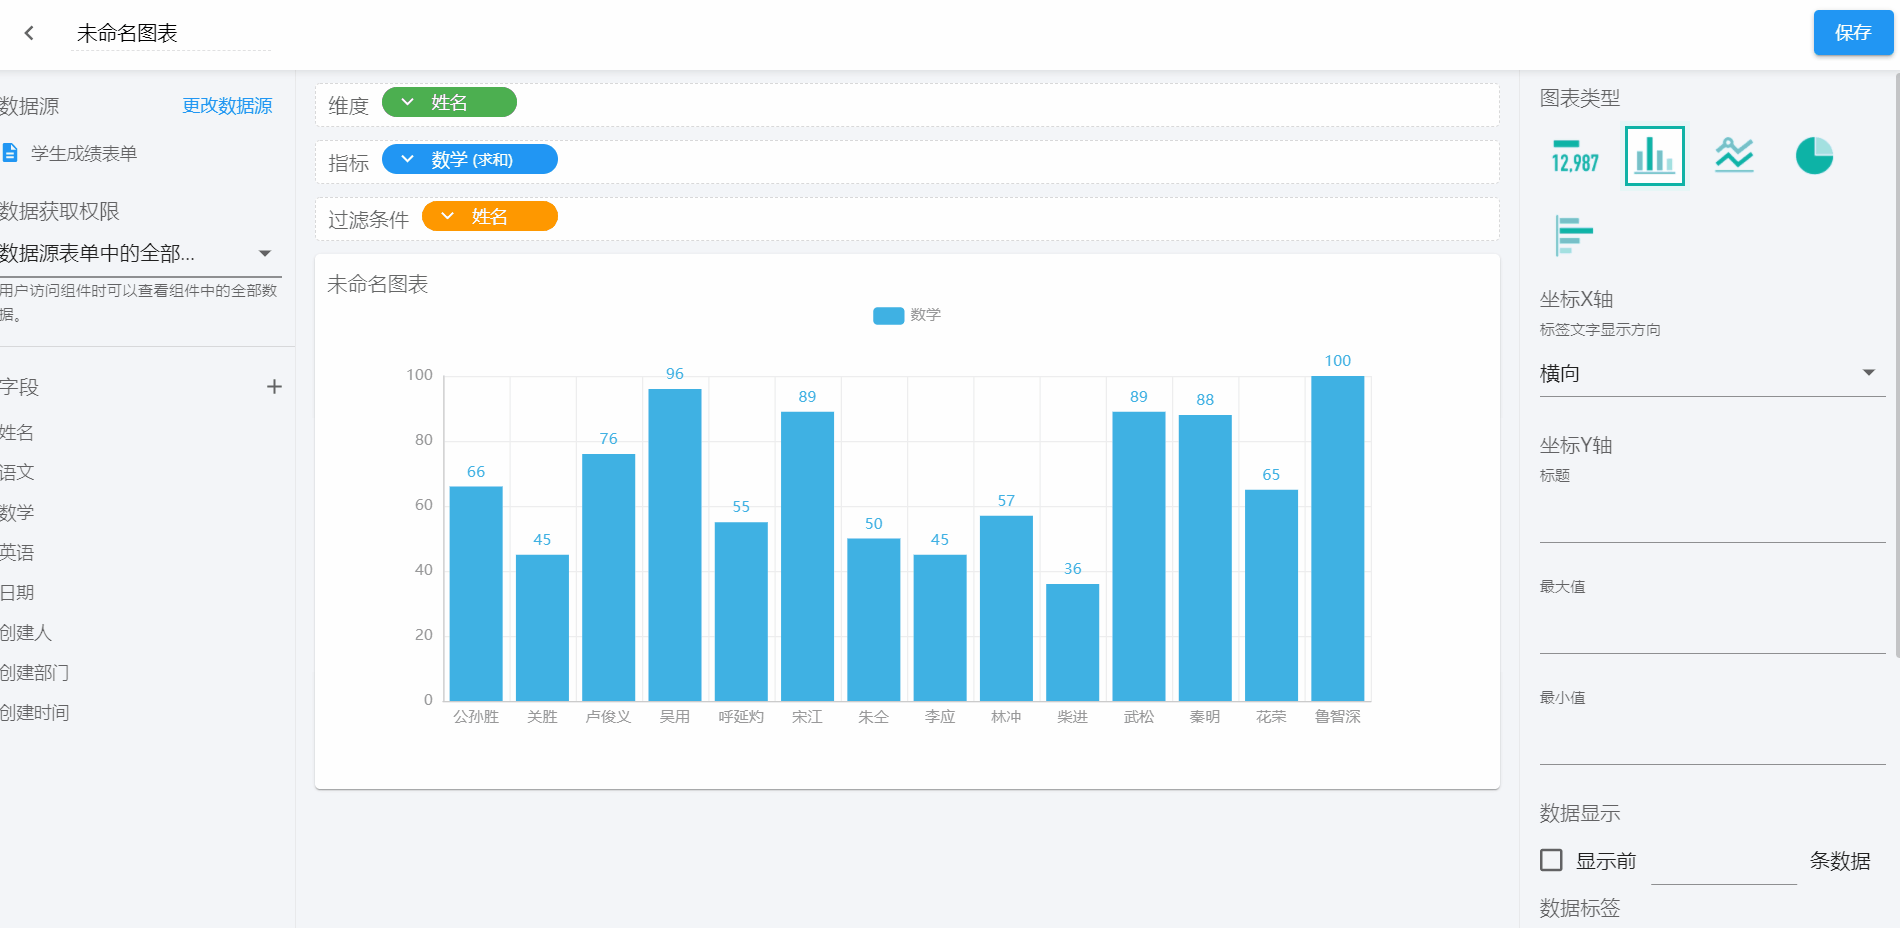 未命名图表
保存
数据源
更改数据源
学生成绩表单
数据获取权限
数据源表单中的全部...
用户访问组件时可以查看组件中的全部数
据。
字段
姓名
语文
数学
英语
日期
创建人
创建部门
创建时间
维度
姓名
指标
数学 (求和)
过滤条件
姓名
未命名图表
数学
100
80
60
40
20
0
66
45
76
96
55
89
50
45
57
36
89
88
65
100
公孙胜
关胜
卢俊义
吴用
呼延灼
宋江
朱仝
李应
林冲
柴进
武松
秦明
花荣
鲁智深
图表类型
12,987
坐标X轴
标签文字显示方向
横向
坐标Y轴
标题
最大值
最小值
数据显示
显示前 条数据
数据标签